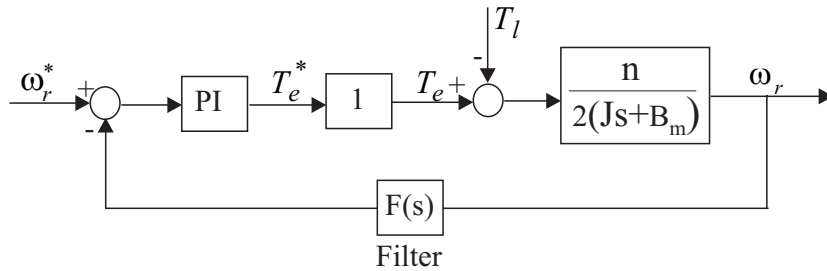 T_l
-
ω_r^* + PI T_e^* 1 T_e + n ω_r
2(Js+B_m)
-
F(s)
Filter